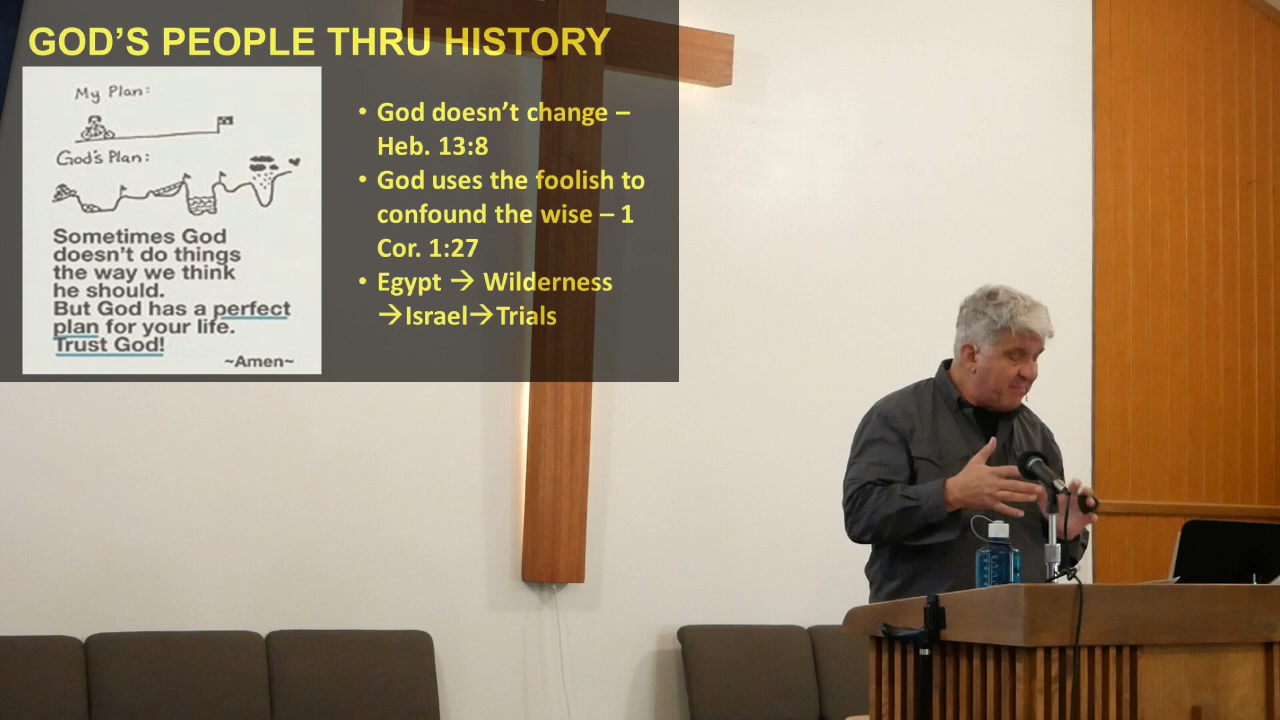 GOD’S PEOPLE THRU HISTORY
My Plan:
God's Plan:
Sometimes God
doesn't do things
the way we think
he should.
But God has a perfect
plan for your life.
Trust God!
~Amen~
• God doesn’t change –
Heb. 13:8
• God uses the foolish to
confound the wise – 1
Cor. 1:27
• Egypt → Wilderness
→Israel→Trials